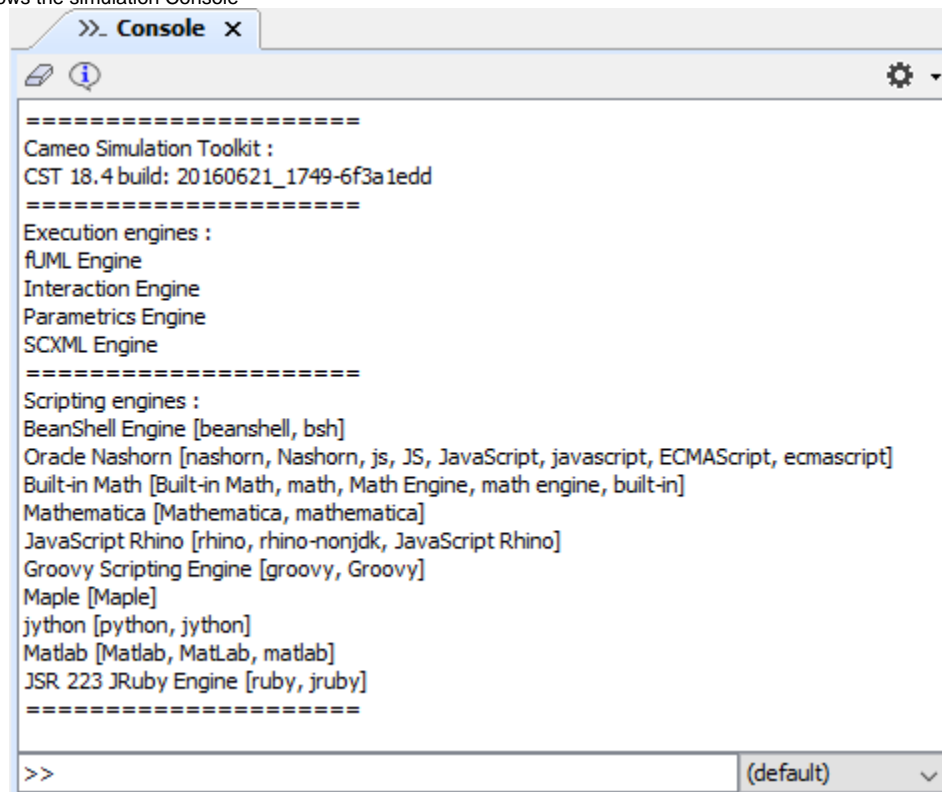 ows the simulation Console
>>_ Console X
======================
Cameo Simulation Toolkit :
CST 18.4 build: 20160621_1749-6f3a1edd
======================
Execution engines :
fUML Engine
Interaction Engine
Parametrics Engine
SCXML Engine
======================
Scripting engines :
BeanShell Engine [beanshell, bsh]
Oracle Nashorn [nashorn, Nashorn, js, JS, JavaScript, javascript, ECMAScript, ecmascript]
Built-in Math [Built-in Math, math, Math Engine, math engine, built-in]
Mathematica [Mathematica, mathematica]
JavaScript Rhino [rhino, rhino-nonjdk, JavaScript Rhino]
Groovy Scripting Engine [groovy, Groovy]
Maple [Maple]
jython [python, jython]
Matlab [Matlab, MatLab, matlab]
JSR 223 JRuby Engine [ruby, jruby]
======================
>> (default)